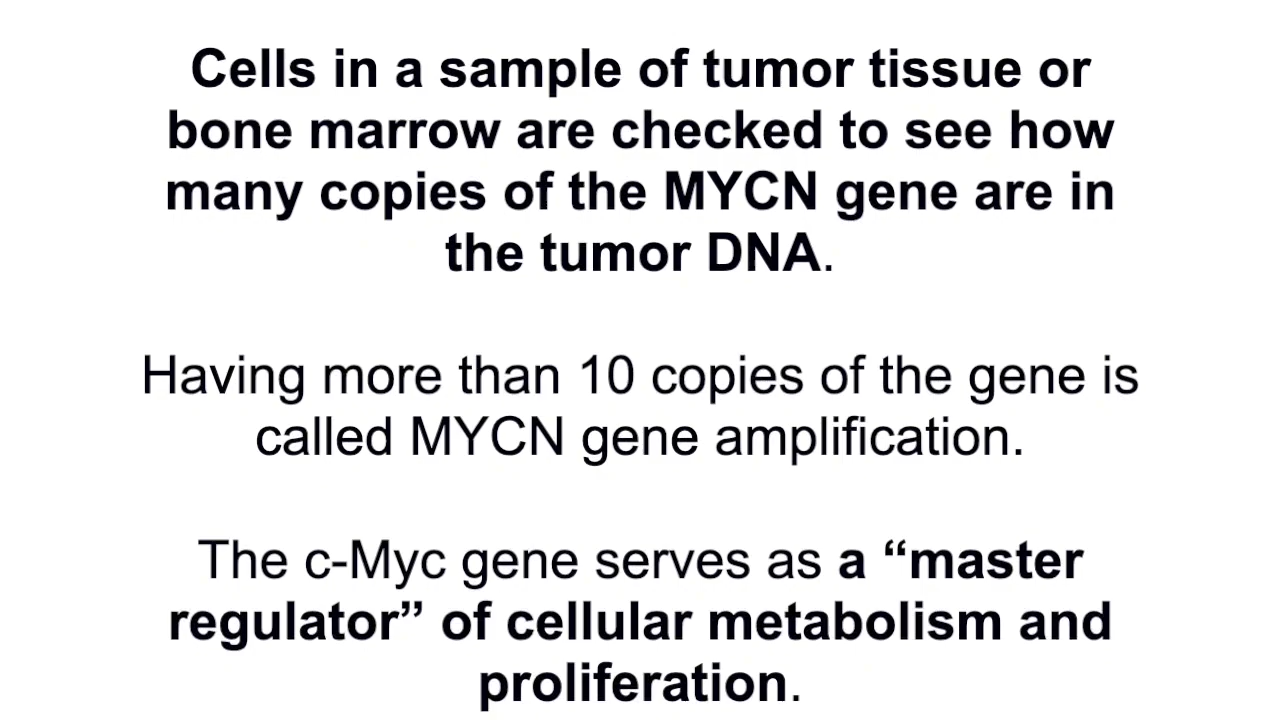 Cells in a sample of tumor tissue or
bone marrow are checked to see how
many copies of the MYCN gene are in
the tumor DNA.
Having more than 10 copies of the gene is
called MYCN gene amplification.
The c-Myc gene serves as a “master
regulator” of cellular metabolism and
proliferation.